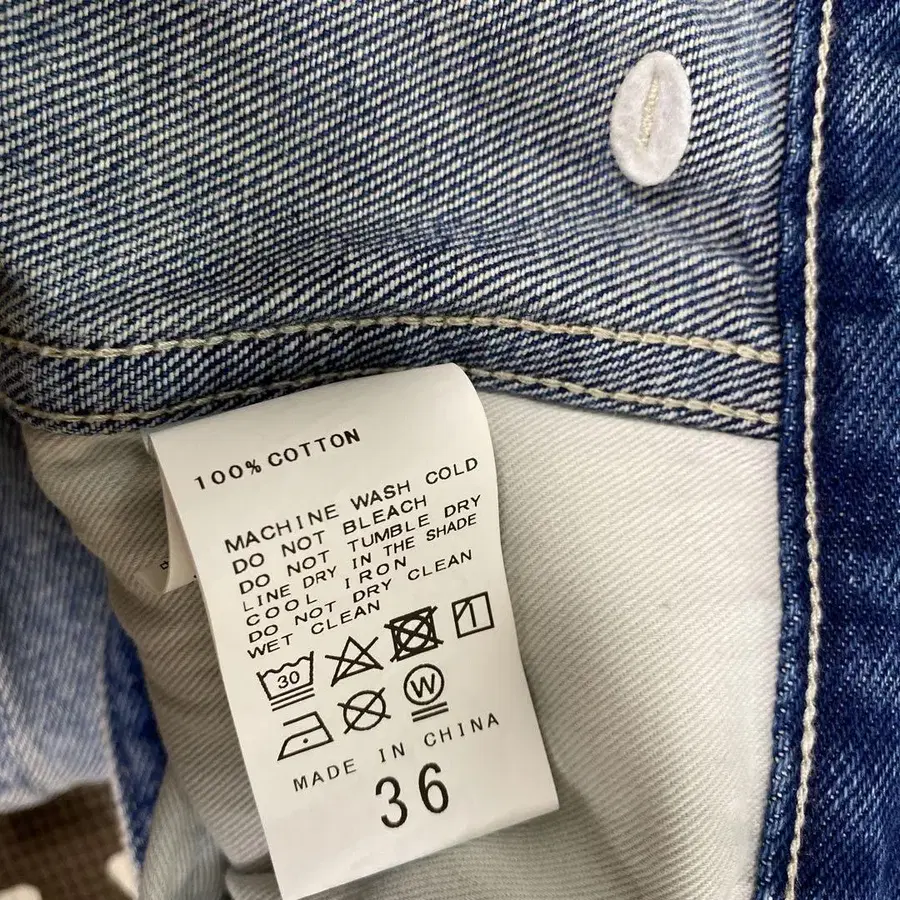 100% COTTON
MACHINE WASH COLD
DO NOT BLEACH
DO NOT TUMBLE DRY
LINE DRY IN THE SHADE
COOL IRON
DO NOT DRY CLEAN
WET CLEAN
30
W
MADE IN CHINA
36